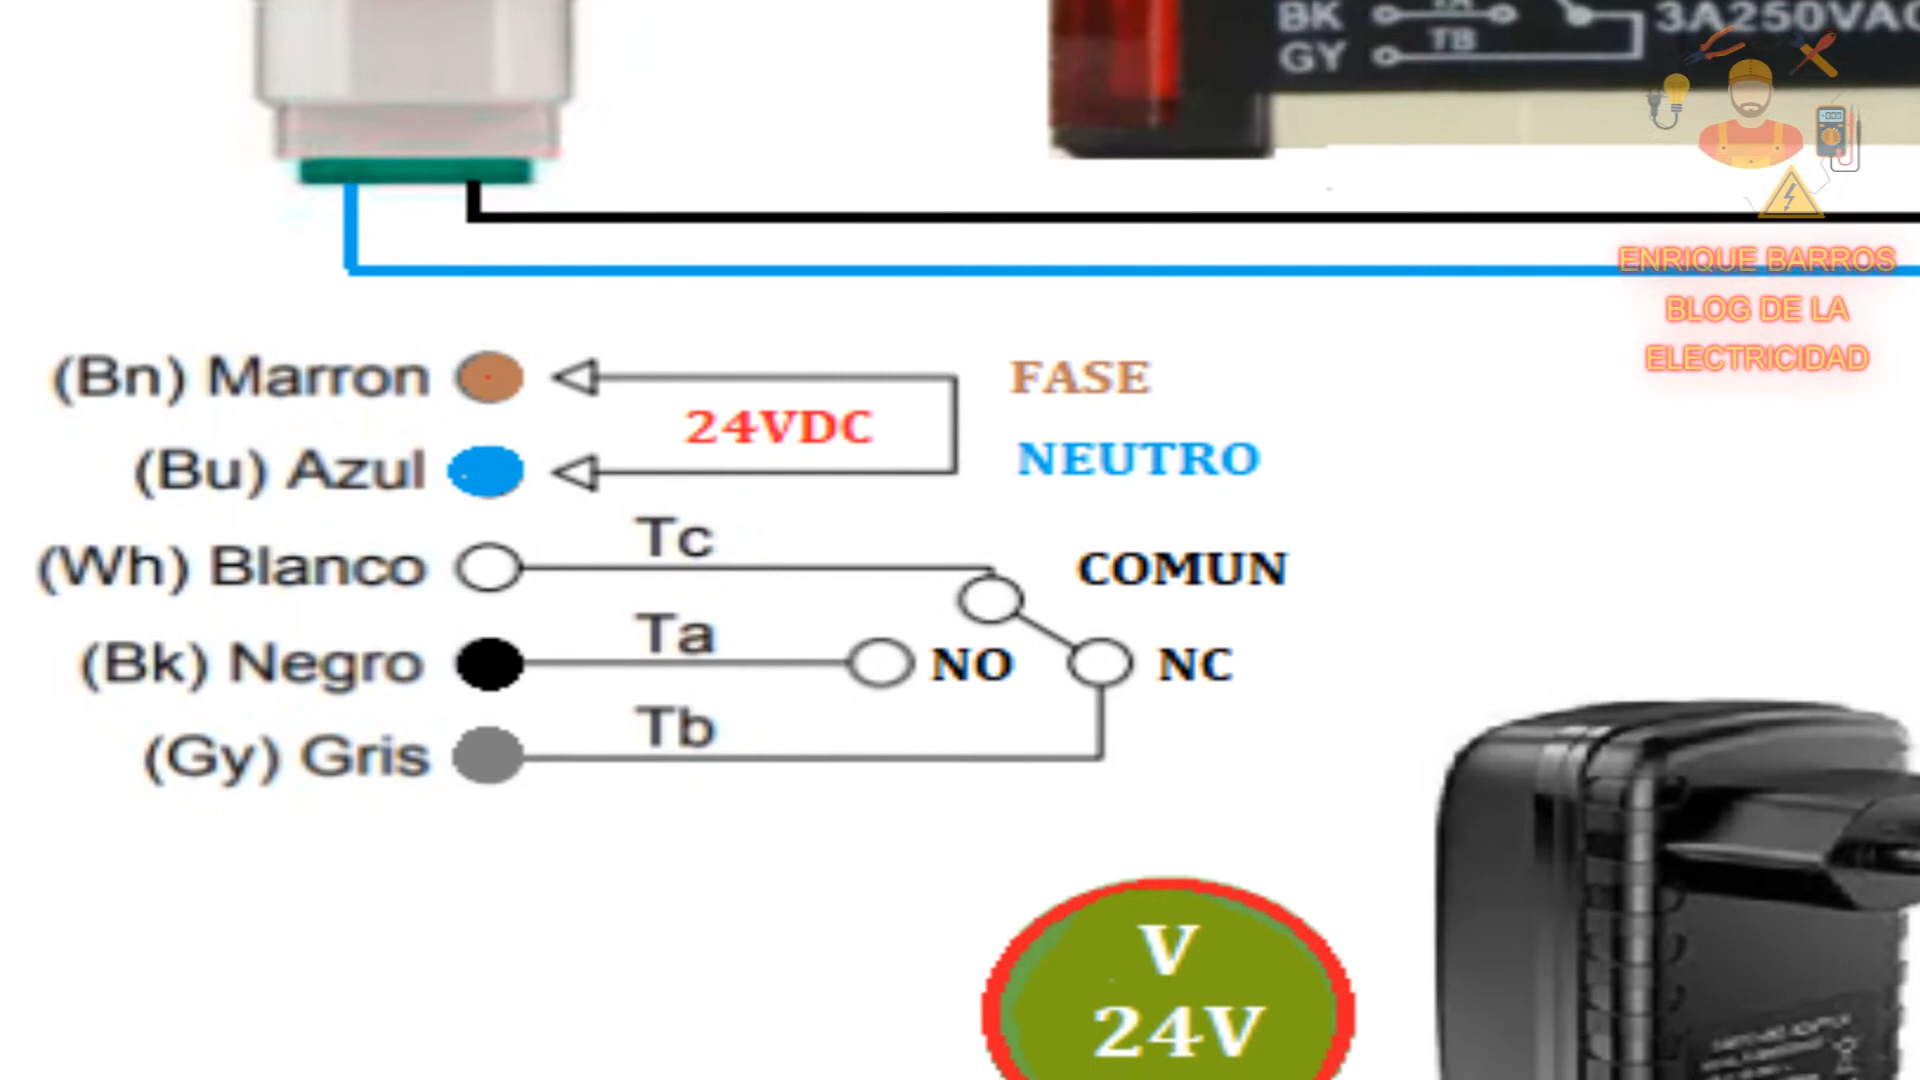 BK
3A250VAC
TB
GY
ENRIQUE BARROS
BLOG DE LA
ELECTRICIDAD
(Bn) Marron
FASE
24VDC
(Bu) Azul
NEUTRO
Tc
(Wh) Blanco
COMUN
Ta
(Bk) Negro
NO
NC
Tb
(Gy) Gris
V
24V